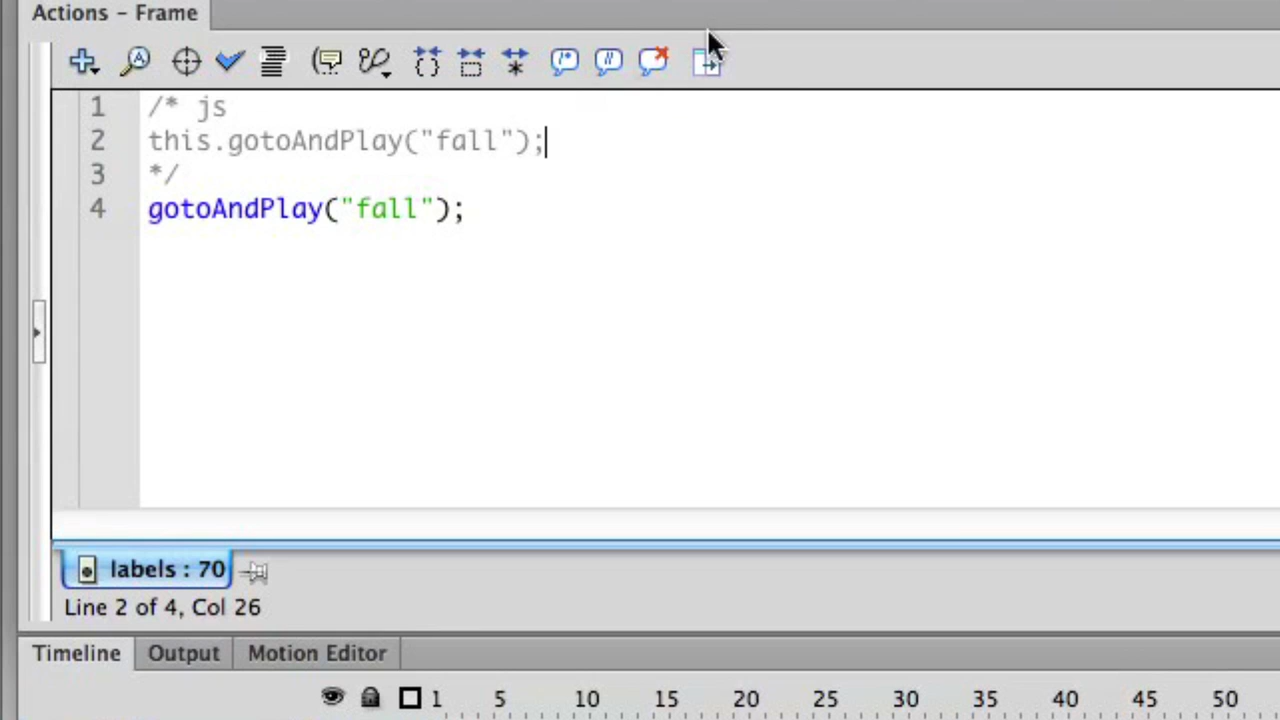 Actions – Frame
1 /* js
2 this.gotoAndPlay("fall");
3 */
4 gotoAndPlay("fall");
labels : 70
Line 2 of 4, Col 26
Timeline Output Motion Editor
1 5 10 15 20 25 30 35 40 45 50